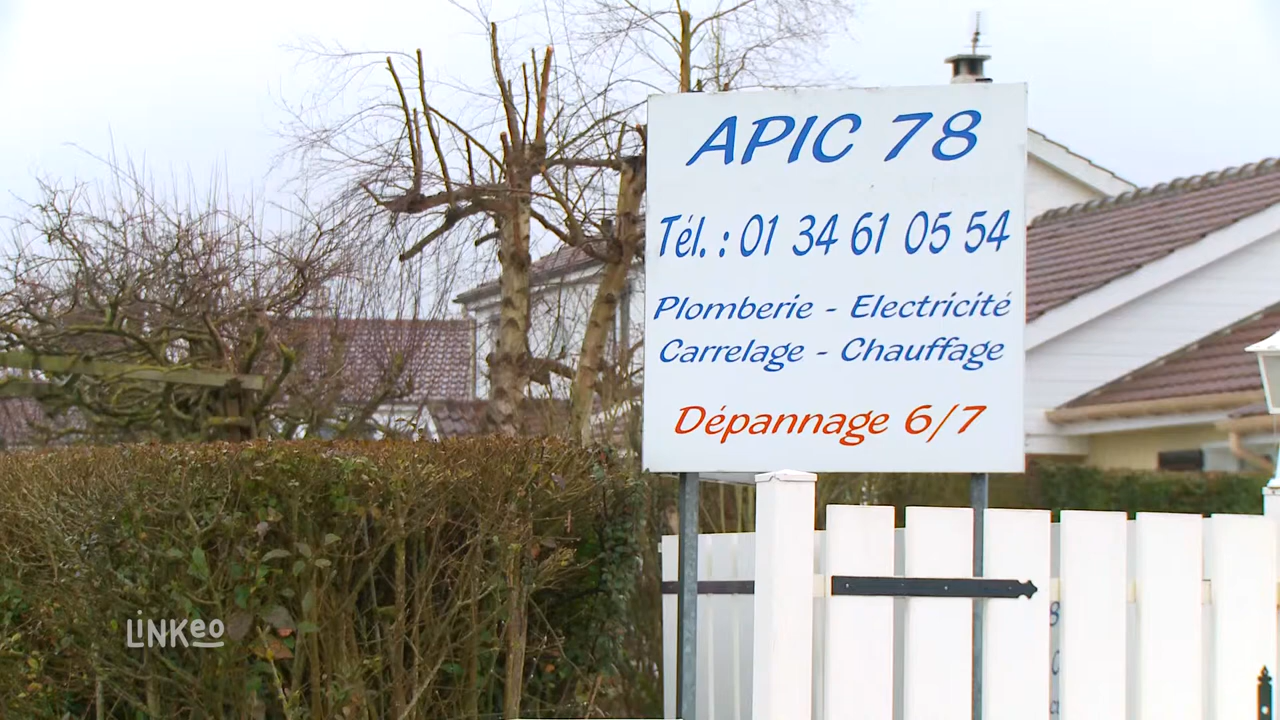 APIC 78
Tél. : 01 34 61 05 54
Plomberie - Electricité
Carrelage - Chauffage
Dépannage 6/7
LiNKeo